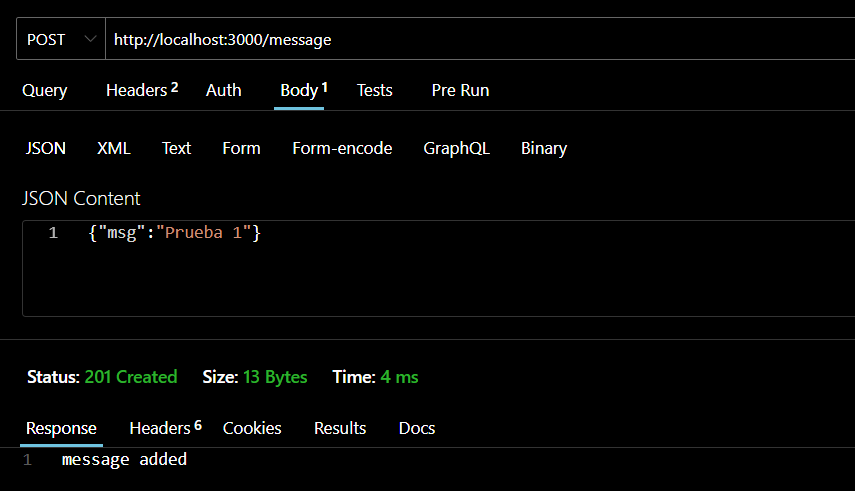 POST http://localhost:3000/message
Query Headers 2 Auth Body 1 Tests Pre Run
JSON XML Text Form Form-encode GraphQL Binary
JSON Content
1 {"msg":"Prueba 1"}
Status: 201 Created Size: 13 Bytes Time: 4 ms
Response Headers 6 Cookies Results Docs
1 message added